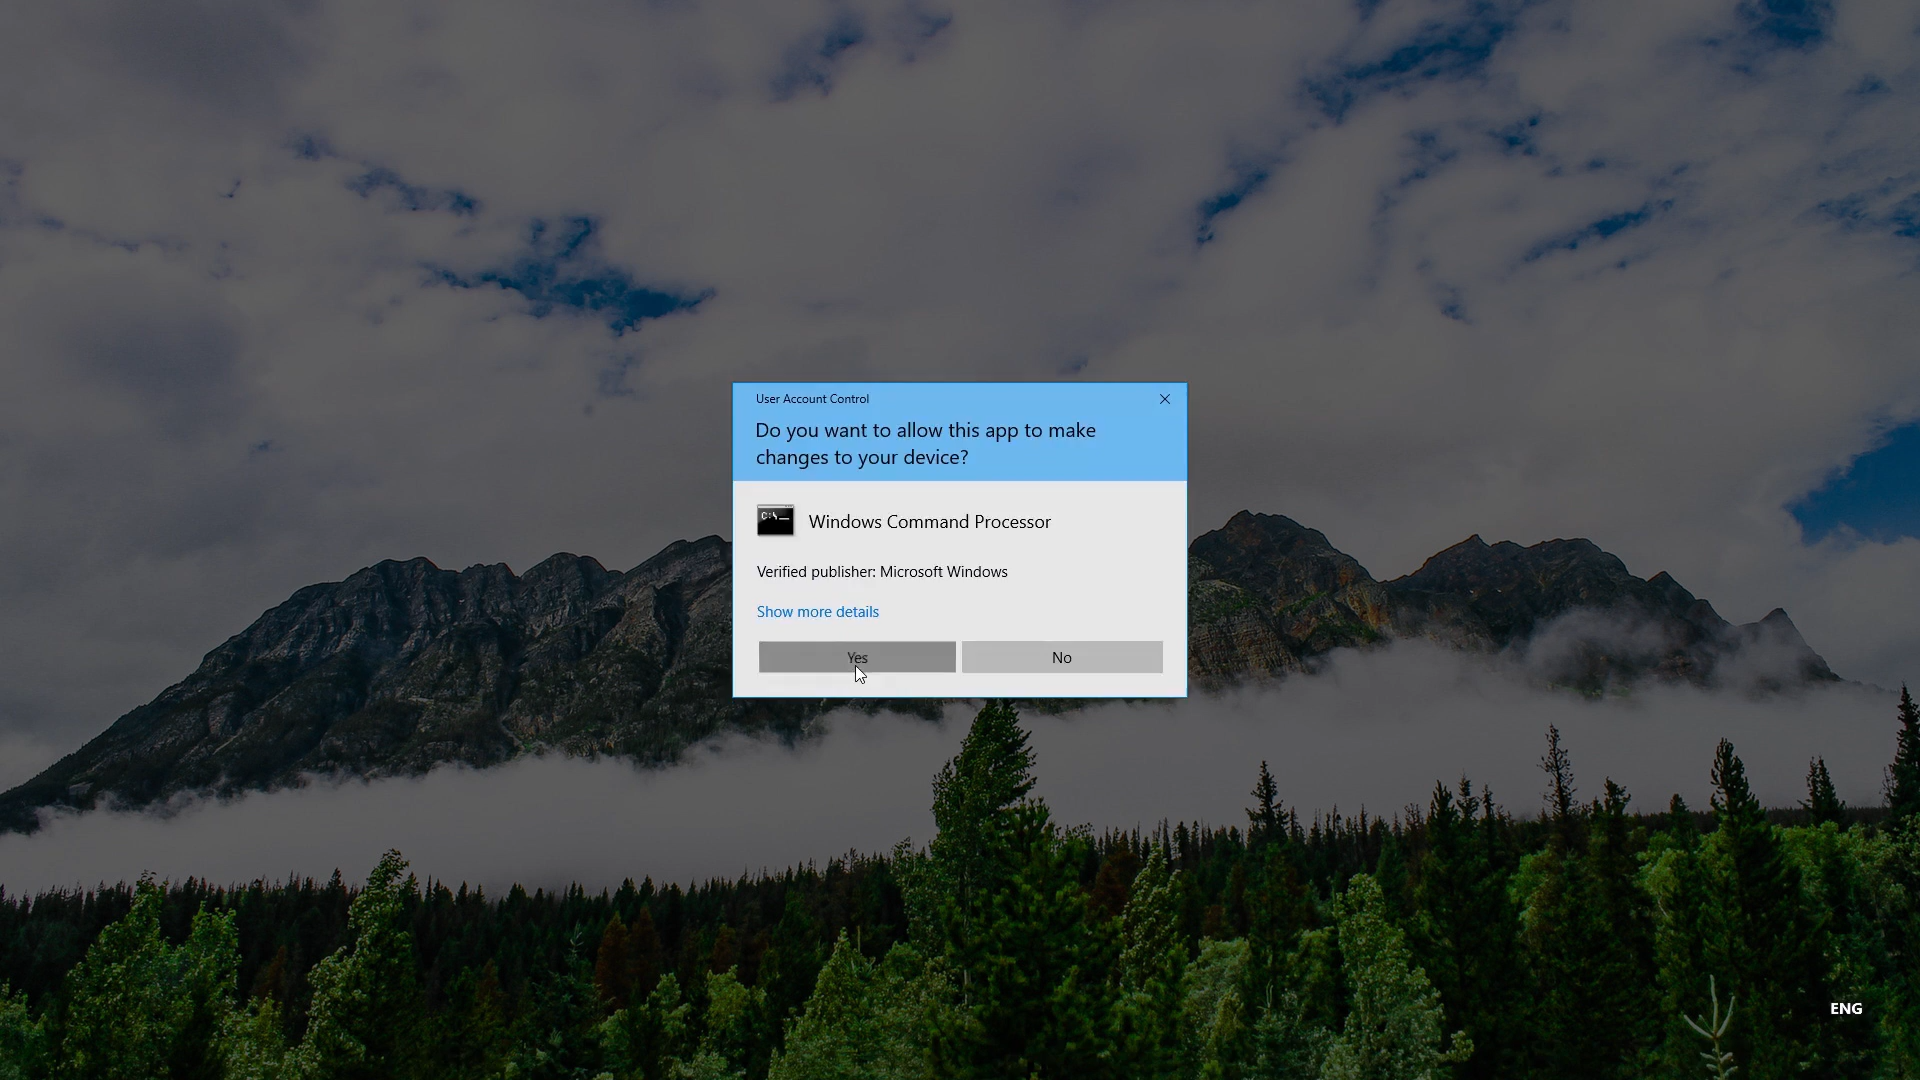 User Account Control
Do you want to allow this app to make
changes to your device?
C:\_
Windows Command Processor
Verified publisher: Microsoft Windows
Show more details
Yes
No
ENG